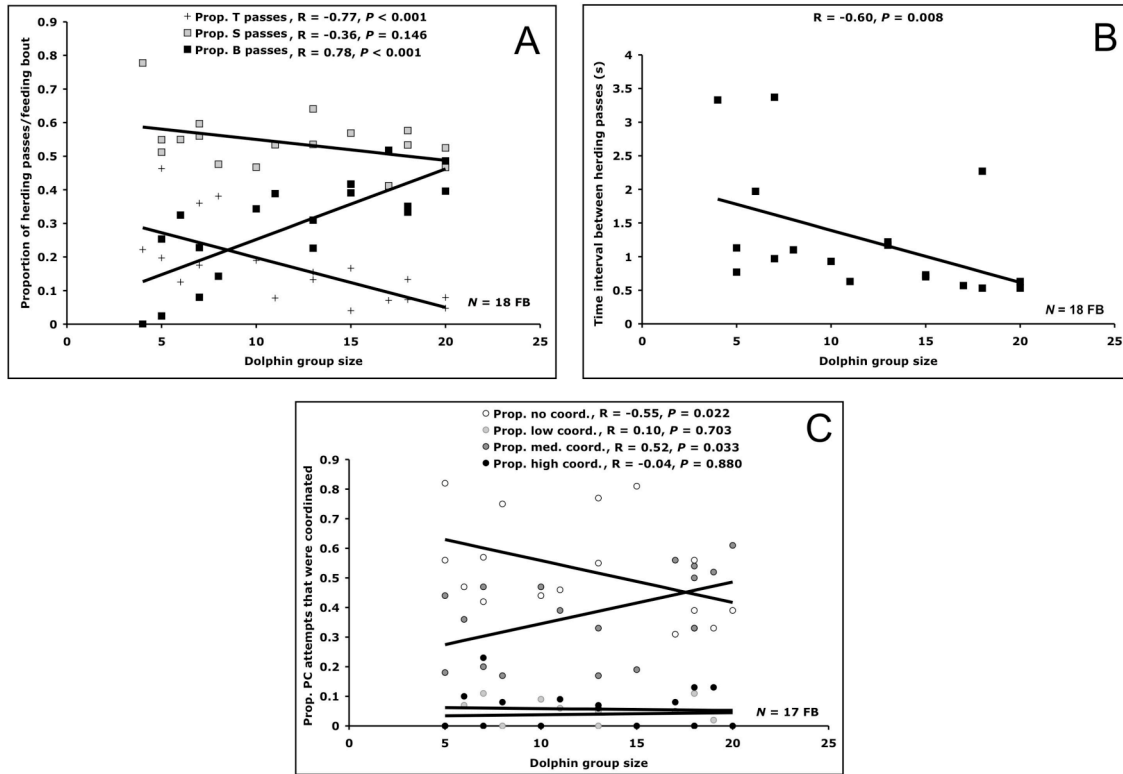 + Prop. T passes, R = -0.77, P < 0.001
Prop. S passes, R = -0.36, P = 0.146
Prop. B passes, R = 0.78, P < 0.001
A
Proportion of herding passes/feeding bout
0.9
0.8
0.7
0.6
0.5
0.4
0.3
0.2
0.1
0
N = 18 FB
0 5 10 15 20 25
Dolphin group size
R = -0.60, P = 0.008
B
Time interval between herding passes (s)
4
3.5
3
2.5
2
1.5
1
0.5
0
N = 18 FB
0 5 10 15 20 25
Dolphin group size
Prop. no coord., R = -0.55, P = 0.022
Prop. low coord., R = 0.10, P = 0.703
Prop. med. coord., R = 0.52, P = 0.033
Prop. high coord., R = -0.04, P = 0.880
C
Prop. PC attempts that were coordinated
0.9
0.8
0.7
0.6
0.5
0.4
0.3
0.2
0.1
0
N = 17 FB
0 5 10 15 20 25
Dolphin group size